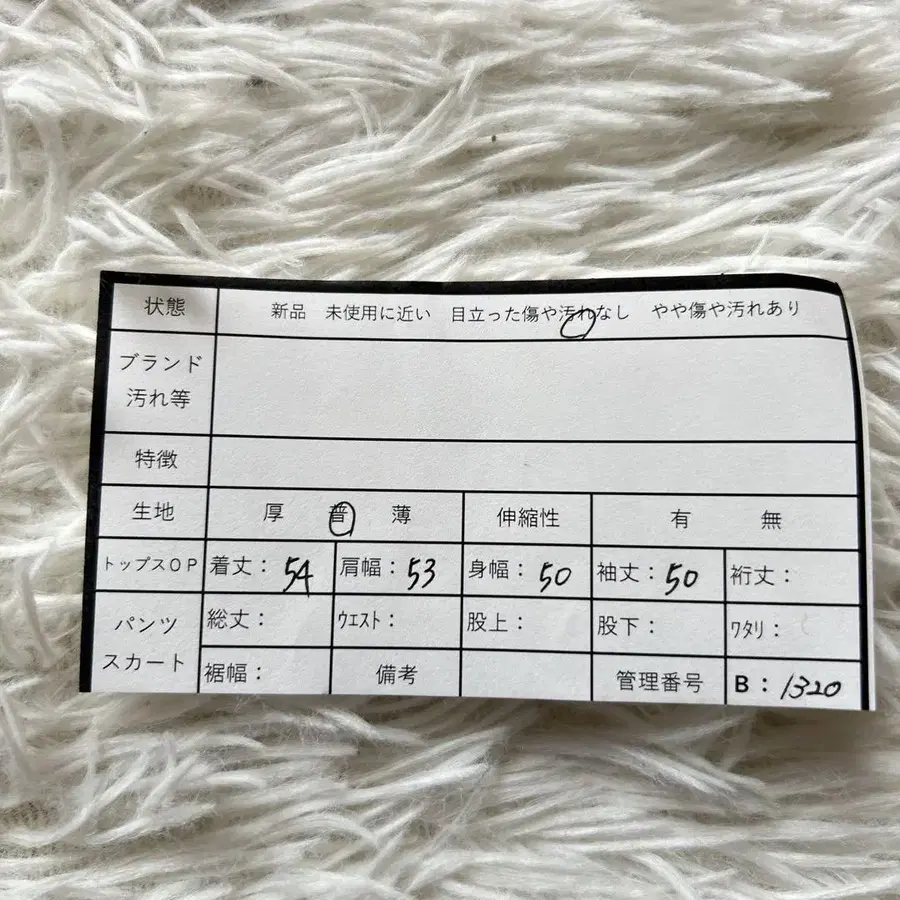 状態 新品 未使用に近い 目立った傷や汚れなし やや傷や汚れあり
ブランド
汚れ等
特徴
生地 厚 普 薄 伸縮性 有 無
トップスOP 着丈: 54 肩幅: 53 身幅: 50 袖丈: 50 裄丈:
パンツ 総丈: ウエスト: 股上: 股下: ワタリ:
スカート 裾幅: 備考 管理番号 B: 1320